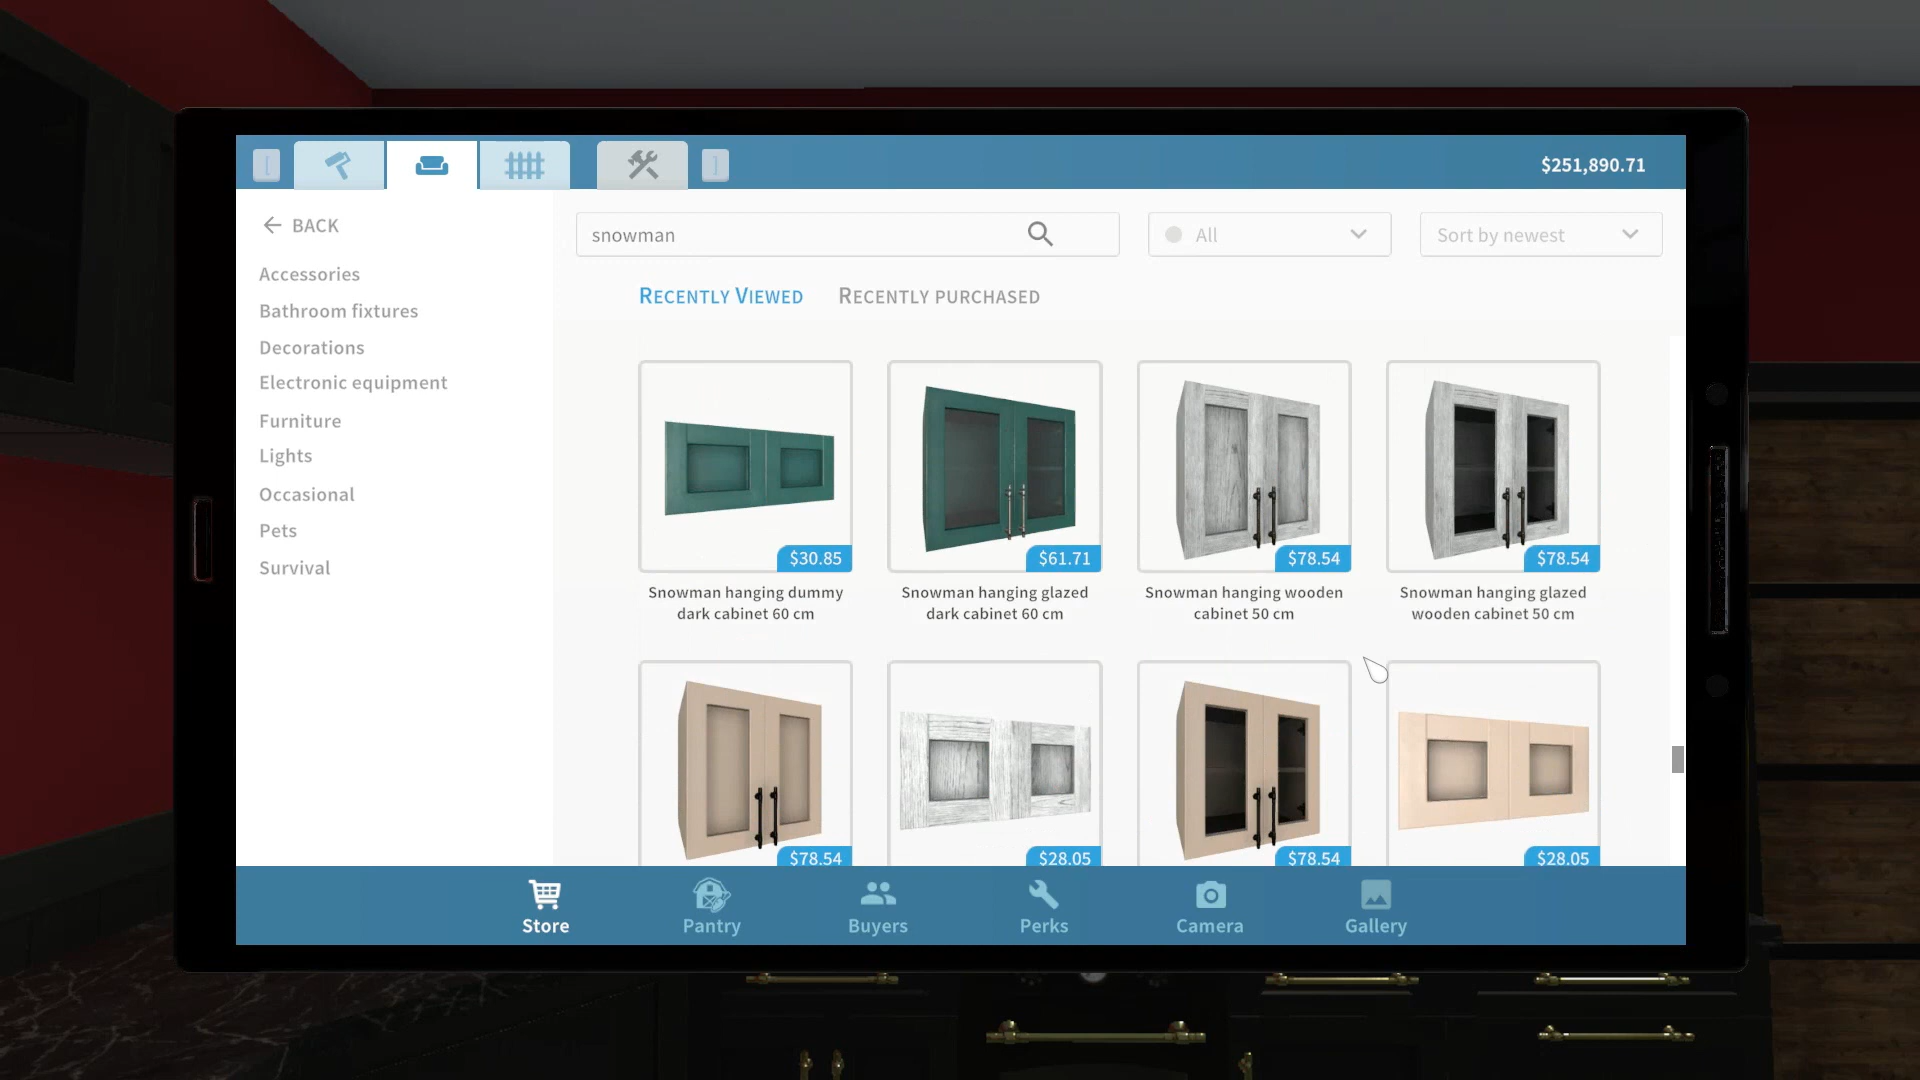 [
]
$251,890.71
BACK
Accessories
Bathroom fixtures
Decorations
Electronic equipment
Furniture
Lights
Occasional
Pets
Survival
snowman
All
Sort by newest
RECENTLY VIEWED
RECENTLY PURCHASED
$30.85
$61.71
$78.54
$78.54
Snowman hanging dummy
dark cabinet 60 cm
Snowman hanging glazed
dark cabinet 60 cm
Snowman hanging wooden
cabinet 50 cm
Snowman hanging glazed
wooden cabinet 50 cm
$78.54
$28.05
$78.54
$28.05
Store
Pantry
Buyers
Perks
Camera
Gallery